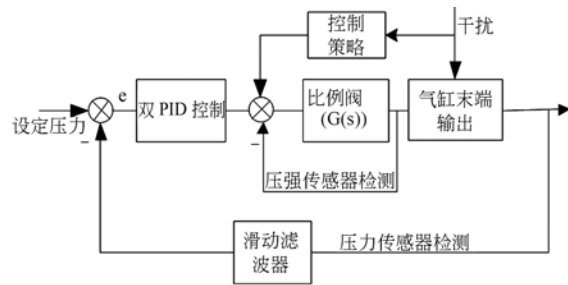 控制
策略
干扰
e
设定压力
−
双 PID 控制
−
比例阀
(G(s))
气缸末端
输出
压强传感器检测
滑动滤
波器
压力传感器检测